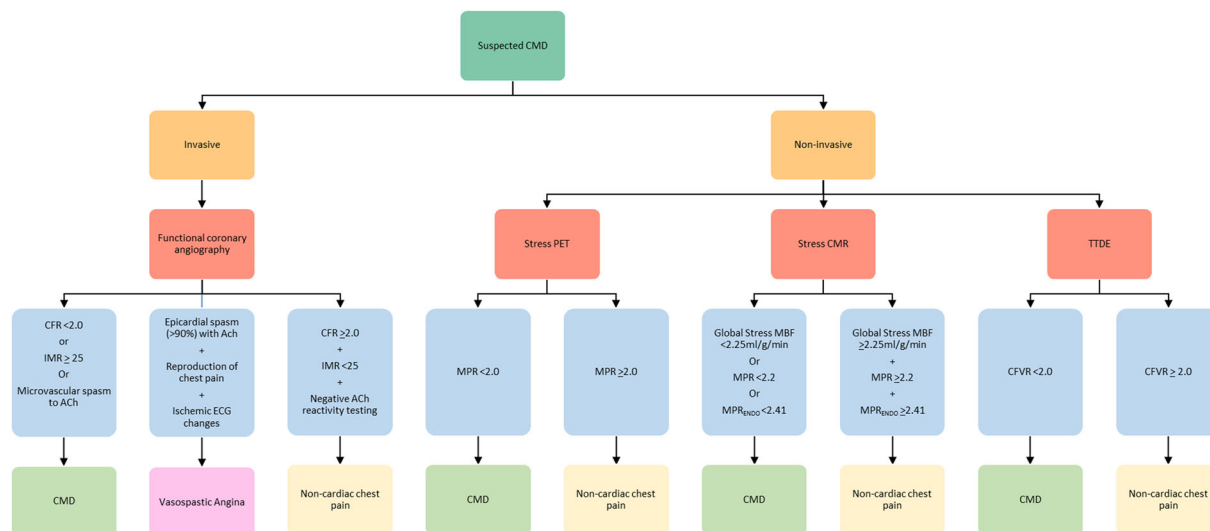 Suspected CMD
Invasive
Non-invasive
Functional coronary
angiography
Stress PET
Stress CMR
TTDE
CFR <2.0
or
IMR ≥ 25
Or
Microvascular spasm
to ACh
Epicardial spasm
(>90%) with Ach
+
Reproduction of
chest pain
+
Ischemic ECG
changes
CFR ≥2.0
+
IMR <25
+
Negative ACh
reactivity testing
MPR <2.0
MPR ≥2.0
Global Stress MBF
<2.25ml/g/min
Or
MPR <2.2
Or
MPRENDO <2.41
Global Stress MBF
≥2.25ml/g/min
+
MPR ≥2.2
+
MPRENDO ≥2.41
CFVR <2.0
CFVR ≥ 2.0
CMD
Vasospastic Angina
Non-cardiac chest
pain
CMD
Non-cardiac chest
pain
CMD
Non-cardiac chest
pain
CMD
Non-cardiac chest
pain